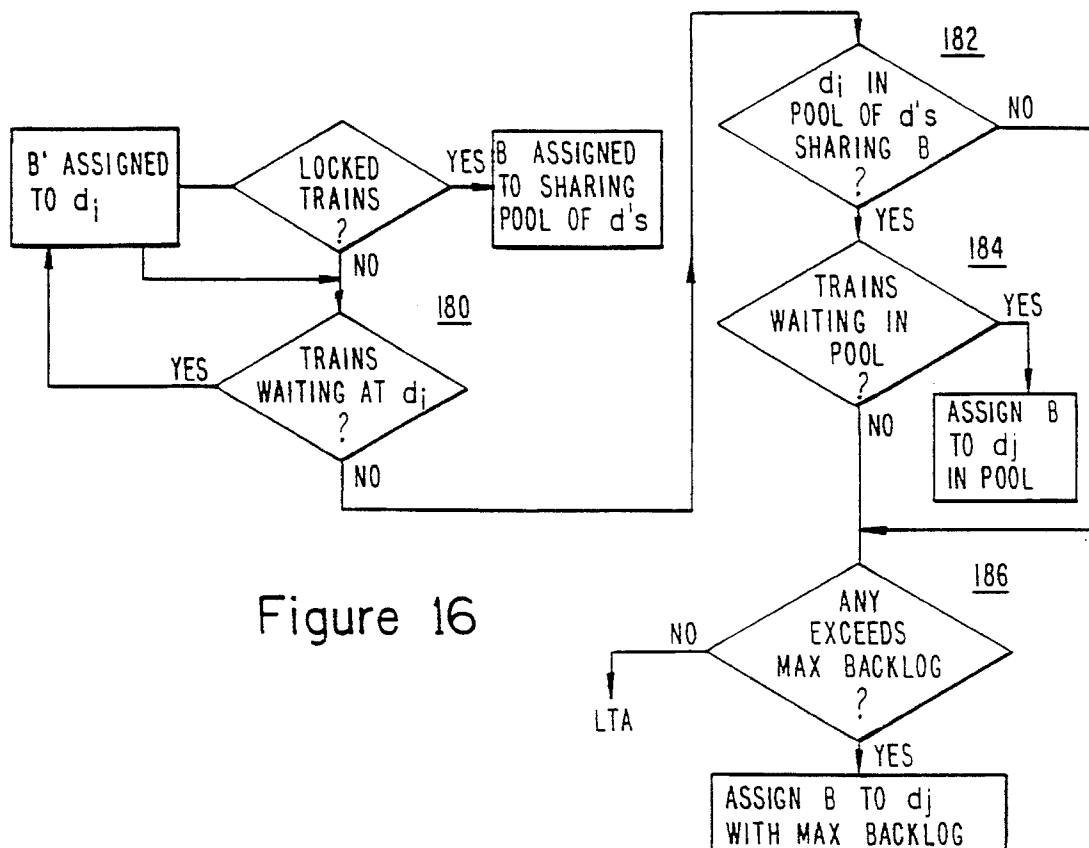 B' ASSIGNED
TO di
LOCKED
TRAINS
?
YES
B ASSIGNED
TO SHARING
POOL OF d's
NO
180
TRAINS
WAITING AT di
?
YES
NO
182
di IN
POOL OF d's
SHARING B
?
NO
YES
184
TRAINS
WAITING IN
POOL
?
YES
NO
ASSIGN B
TO dj
IN POOL
186
ANY
EXCEEDS
MAX BACKLOG
?
NO
LTA
YES
ASSIGN B TO dj
WITH MAX BACKLOG
Figure 16